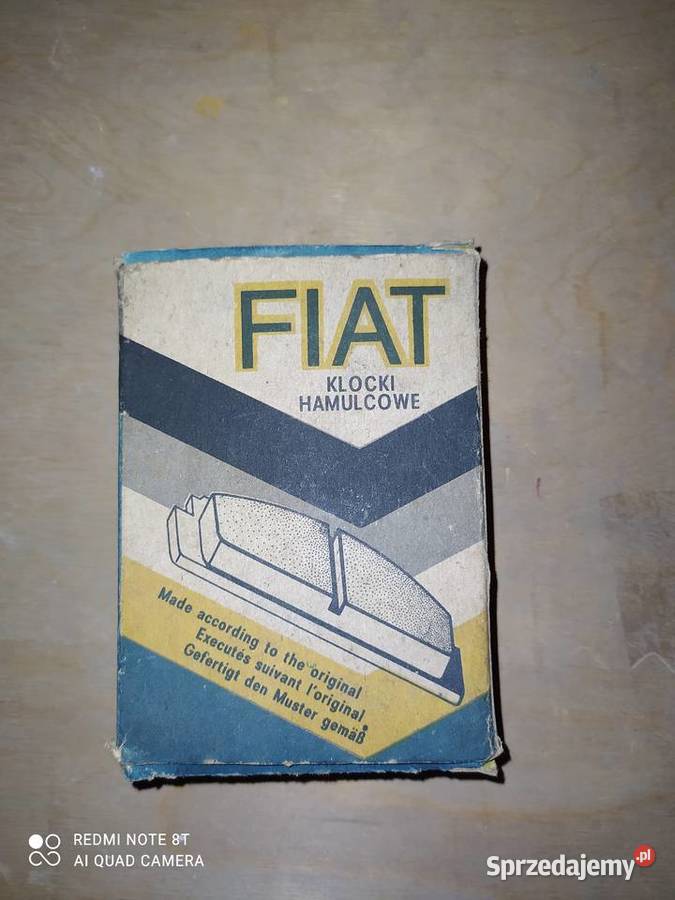 FIAT
KLOCKI
HAMULCOWE
Made according to the original
Executés suivant l'original.
Gefertigt den Muster gemäß
REDMI NOTE 8T
AI QUAD CAMERA
Sprzedajemy.pl